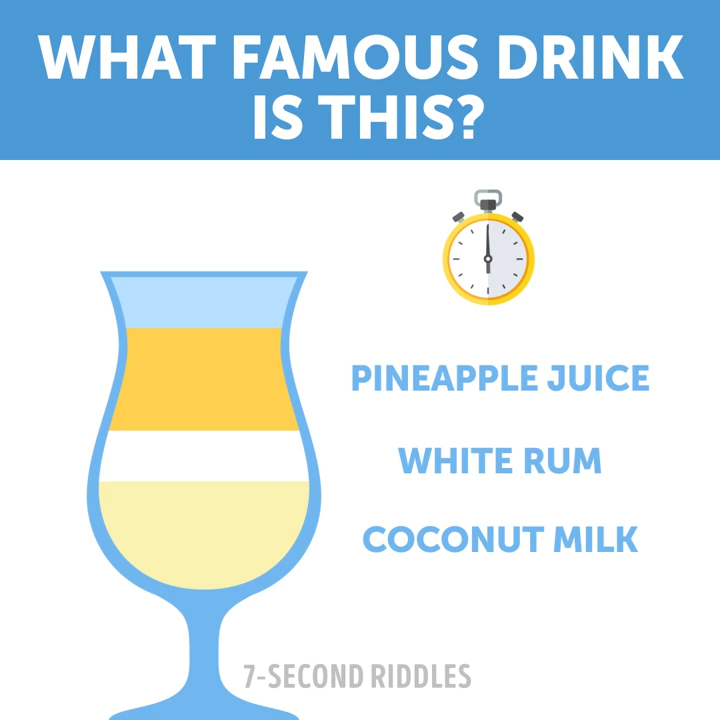 WHAT FAMOUS DRINK
IS THIS?
PINEAPPLE JUICE
WHITE RUM
COCONUT MILK
7-SECOND RIDDLES